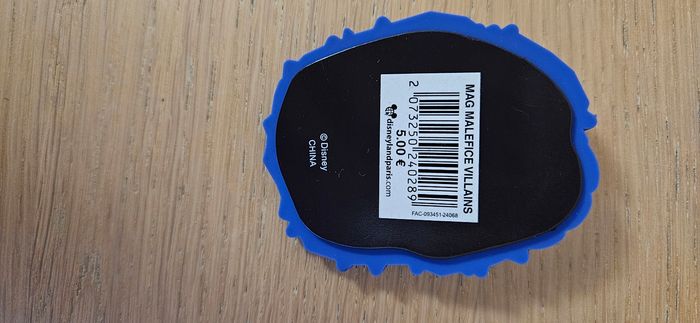 MAG MALEFICE VILLAINS
2 073250 240289
disneylandparis.com
5.00 €
FAC-093451-24068
© Disney
CHINA